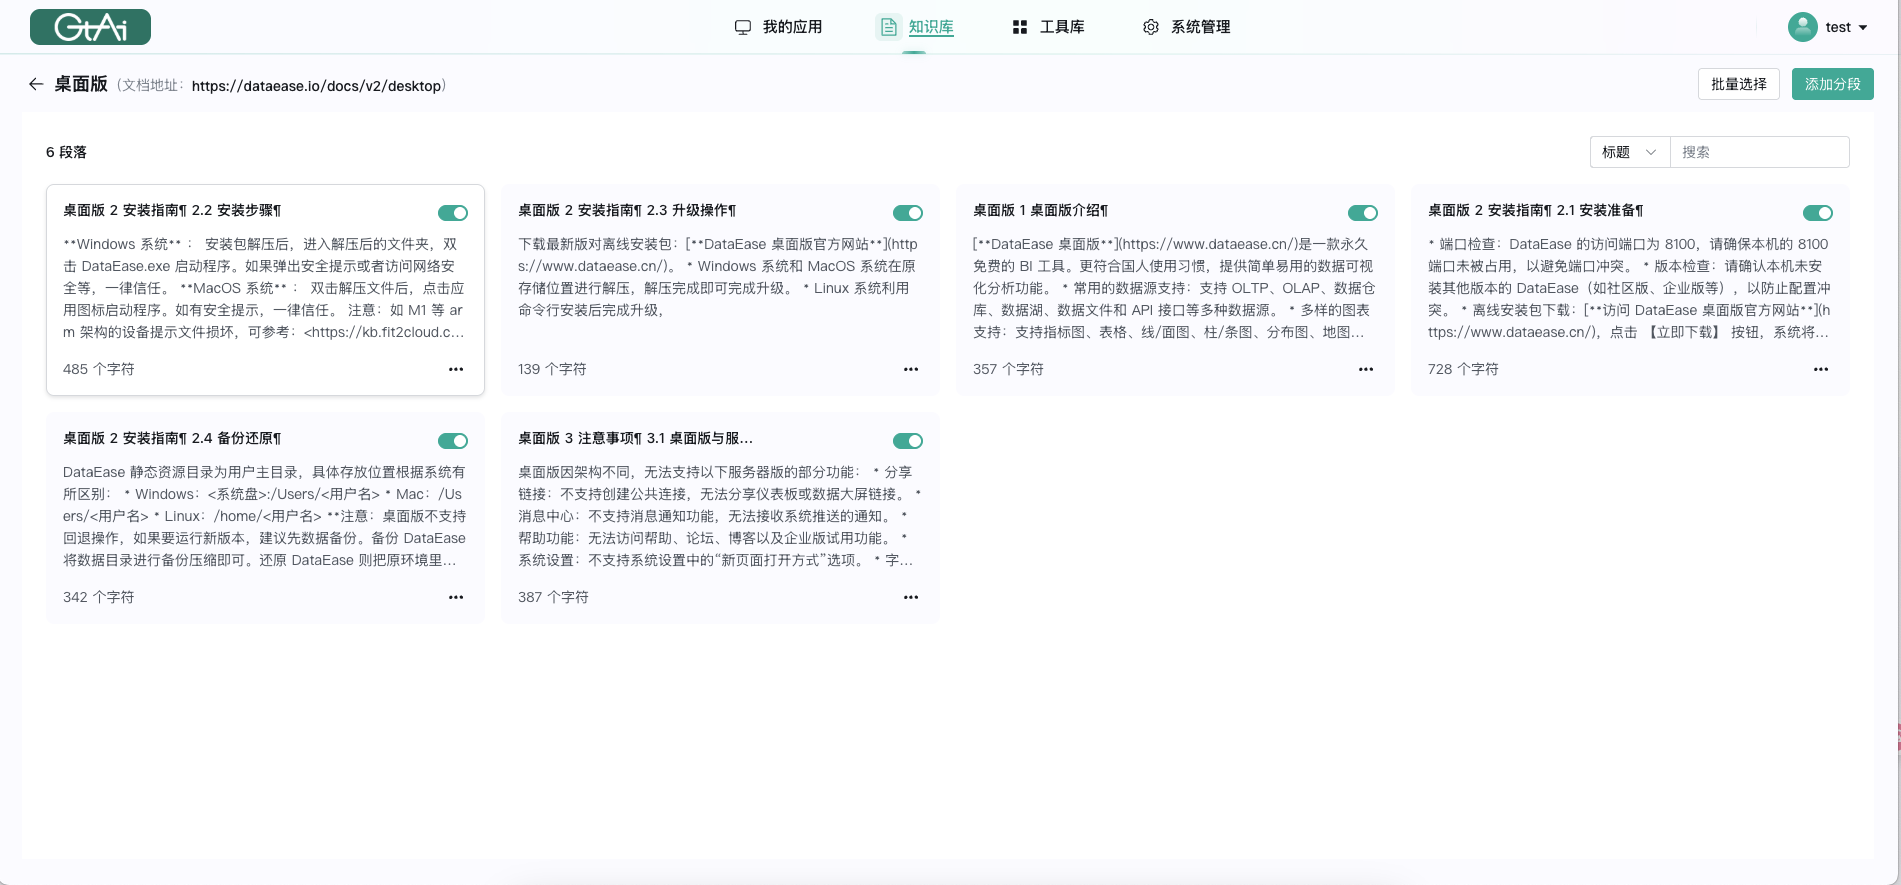 GtAi
我的应用
知识库
工具库
系统管理
test
桌面版 (文档地址: https://dataease.io/docs/v2/desktop)
批量选择
添加分段
6 段落
标题
搜索
桌面版 2 安装指南¶ 2.2 安装步骤¶
**Windows 系统** ： 安装包解压后，进入解压后的文件夹，双
击 DataEase.exe 启动程序。如果弹出安全提示或者访问网络安
全等，一律信任。 **MacOS 系统** ： 双击解压文件后，点击应
用图标启动程序。如有安全提示，一律信任。 注意：如 M1 等 ar
m 架构的设备提示文件损坏，可参考：<https://kb.fit2cloud.c...
485 个字符
桌面版 2 安装指南¶ 2.3 升级操作¶
下载最新版对离线安装包：[**DataEase 桌面版官方网站**](http
s://www.dataease.cn/)。 * Windows 系统和 MacOS 系统在原
存储位置进行解压，解压完成即可完成升级。 * Linux 系统利用
命令行安装后完成升级，
139 个字符
桌面版 1 桌面版介绍¶
[**DataEase 桌面版**](https://www.dataease.cn/)是一款永久
免费的 BI 工具。更符合国人使用习惯，提供简单易用的数据可视
化分析功能。 * 常用的数据源支持：支持 OLTP、OLAP、数据仓
库、数据湖、数据文件和 API 接口等多种数据源。 * 多样的图表
支持：支持指标图、表格、线/面图、柱/条图、分布图、地图...
357 个字符
桌面版 2 安装指南¶ 2.1 安装准备¶
* 端口检查：DataEase 的访问端口为 8100，请确保本机的 8100
端口未被占用，以避免端口冲突。 * 版本检查：请确认本机未安
装其他版本的 DataEase（如社区版、企业版等），以防止配置冲
突。 * 离线安装包下载：[**访问 DataEase 桌面版官方网站**](h
ttps://www.dataease.cn/)，点击 【立即下载】 按钮，系统将...
728 个字符
桌面版 2 安装指南¶ 2.4 备份还原¶
DataEase 静态资源目录为用户主目录，具体存放位置根据系统有
所区别： * Windows：<系统盘>:/Users/<用户名> * Mac：/Us
ers/<用户名> * Linux：/home/<用户名> **注意：桌面版不支持
回退操作，如果要运行新版本，建议先数据备份。备份 DataEase
将数据目录进行备份压缩即可。还原 DataEase 则把原环境里...
342 个字符
桌面版 3 注意事项¶ 3.1 桌面版与服...
桌面版因架构不同，无法支持以下服务器版的部分功能： * 分享
链接：不支持创建公共连接，无法分享仪表板或数据大屏链接。 *
消息中心：不支持消息通知功能，无法接收系统推送的通知。 *
帮助功能：无法访问帮助、论坛、博客以及企业版试用功能。 *
系统设置：不支持系统设置中的“新页面打开方式”选项。 * 字...
387 个字符